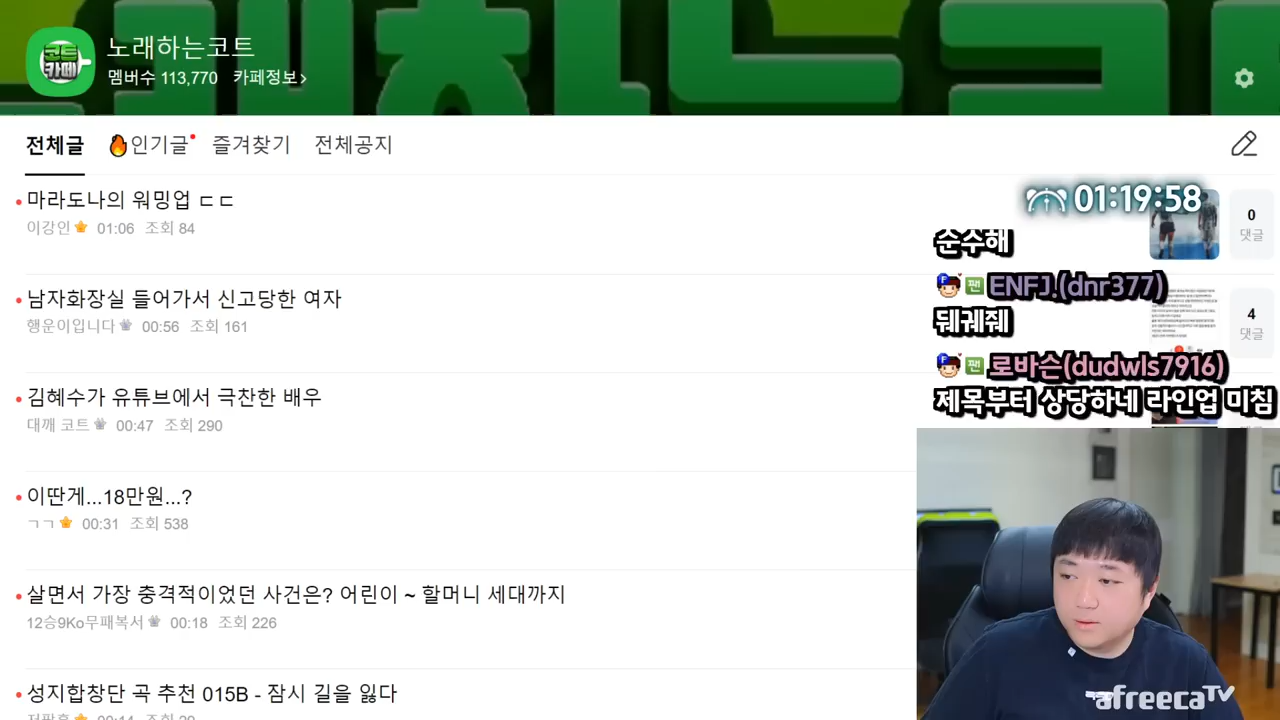 노래하는코트
멤버수 113,770 카페정보
코트
카페
전체글 인기글 즐겨찾기 전체공지
마라도나의 워밍업 ㄷㄷ
이강인 01:06 조회 84
0
댓글
남자화장실 들어가서 신고당한 여자
행운이입니다 00:56 조회 161
4
댓글
김혜수가 유튜브에서 극찬한 배우
대깨 코트 00:47 조회 290
이딴게...18만원...?
ㄱㄱ 00:31 조회 538
살면서 가장 충격적이었던 사건은? 어린이 ~ 할머니 세대까지
12승9Ko무패복서 00:18 조회 226
성지합창단 곡 추천 015B - 잠시 길을 잃다
01:19:58
순수해
F 팬 ENFJ.(dnr377)
뒈궤줴
F 팬 로바슨(dudwls7916)
제목부터 상당하네 라인업 미침
afreecaTV